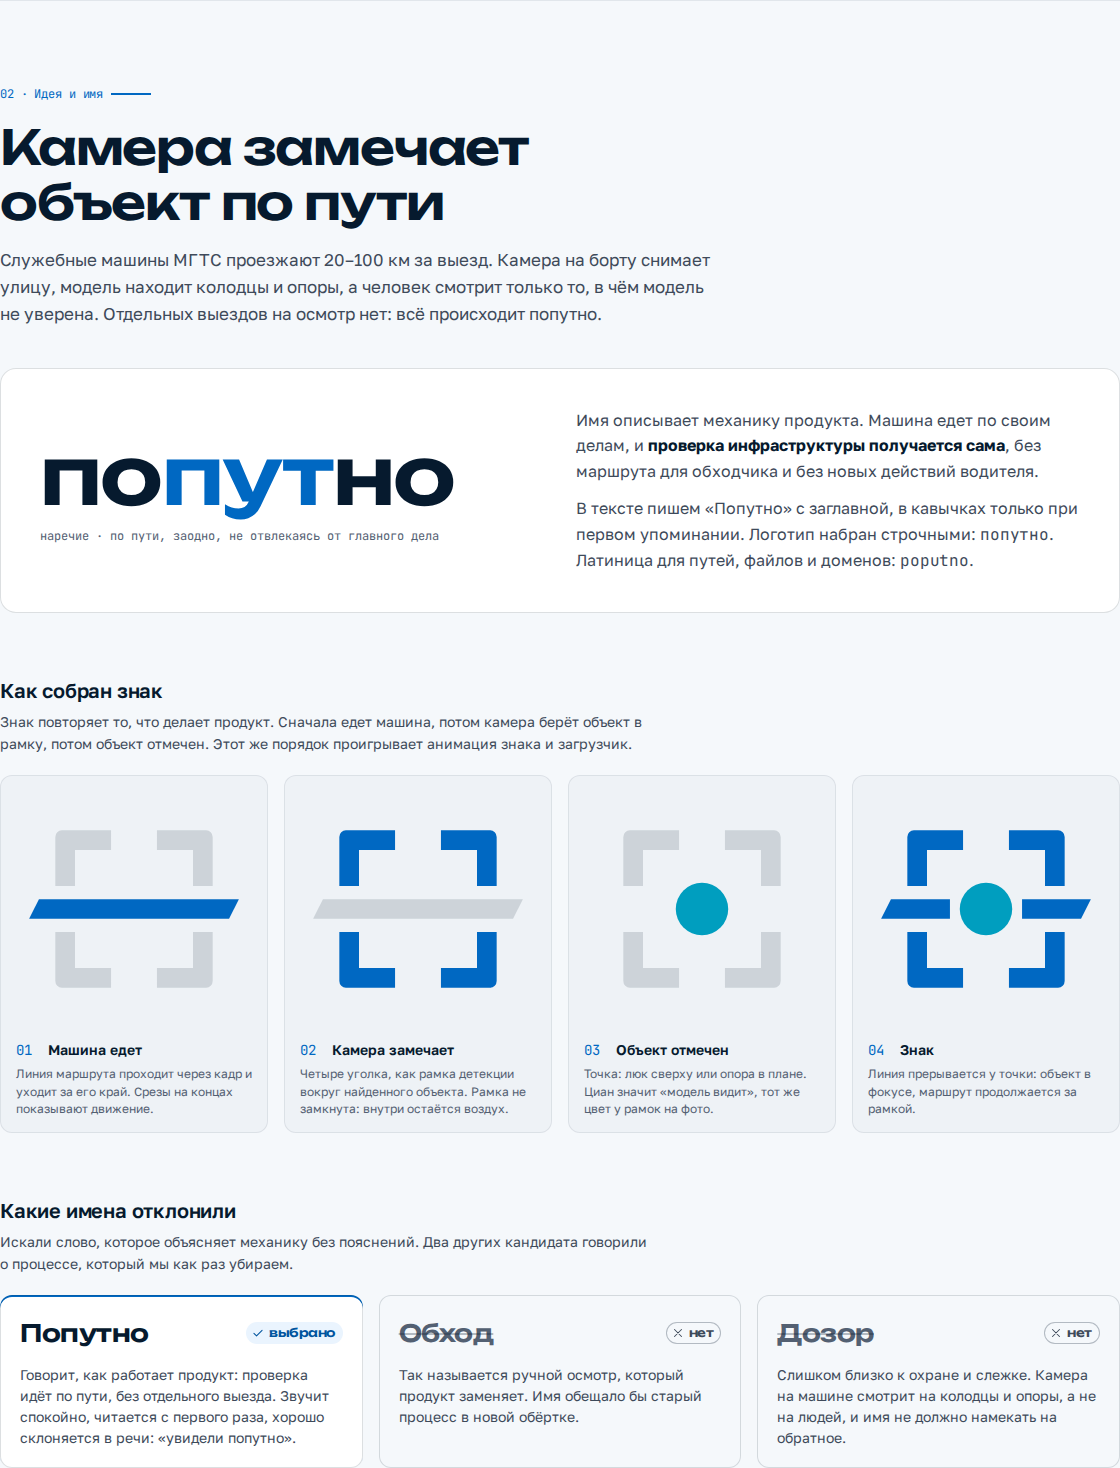 02 · Идея и имя
Камера замечает
объект по пути
Служебные машины МГТС проезжают 20–100 км за выезд. Камера на борту снимает
улицу, модель находит колодцы и опоры, а человек смотрит только то, в чём модель
не уверена. Отдельных выездов на осмотр нет: всё происходит попутно.
попутно
наречие · по пути, заодно, не отвлекаясь от главного дела
Имя описывает механику продукта. Машина едет по своим
делам, и проверка инфраструктуры получается сама, без
маршрута для обходчика и без новых действий водителя.
В тексте пишем «Попутно» с заглавной, в кавычках только при
первом упоминании. Логотип набран строчными: попутно.
Латиница для путей, файлов и доменов: poputno.
Как собран знак
Знак повторяет то, что делает продукт. Сначала едет машина, потом камера берёт объект в
рамку, потом объект отмечен. Этот же порядок проигрывает анимация знака и загрузчик.
01 Машина едет
Линия маршрута проходит через кадр и
уходит за его край. Срезы на концах
показывают движение.
02 Камера замечает
Четыре уголка, как рамка детекции
вокруг найденного объекта. Рамка не
замкнута: внутри остаётся воздух.
03 Объект отмечен
Точка: люк сверху или опора в плане.
Циан значит «модель видит», тот же
цвет у рамок на фото.
04 Знак
Линия прерывается у точки: объект в
фокусе, маршрут продолжается за
рамкой.
Какие имена отклонили
Искали слово, которое объясняет механику без пояснений. Два других кандидата говорили
о процессе, который мы как раз убираем.
Попутно
выбрано
Говорит, как работает продукт: проверка
идёт по пути, без отдельного выезда. Звучит
спокойно, читается с первого раза, хорошо
склоняется в речи: «увидели попутно».
Обход
нет
Так называется ручной осмотр, который
продукт заменяет. Имя обещало бы старый
процесс в новой обёртке.
Дозор
нет
Слишком близко к охране и слежке. Камера
на машине смотрит на колодцы и опоры, а не
на людей, и имя не должно намекать на
обратное.